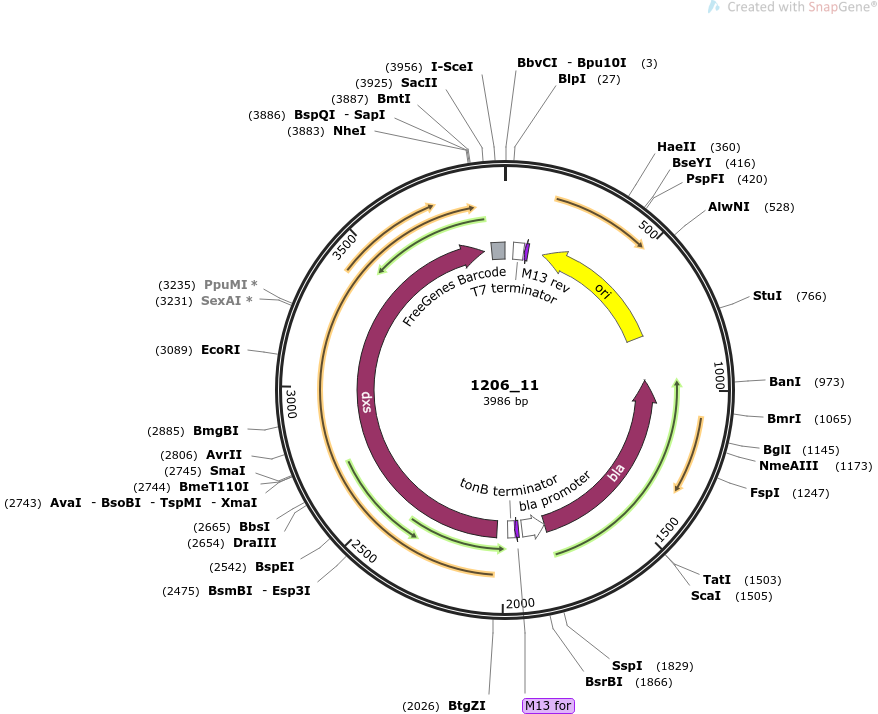 Created with SnapGene®
(3956) I-SceI
BbvCI - Bpu10I (3)
(3925) SacII
BlpI (27)
(3887) BmtI
(3886) BspQI - SapI
(3883) NheI
HaeII (360)
BseYI (416)
PspFI (420)
AlwNI (528)
500
3500
FreeGenes Barcode
M13 rev
T7 terminator
ori
(3235) PpuMI *
(3231) SexAI *
StuI (766)
(3089) EcoRI
1206_11
3986 bp
1000
BanI (973)
3000
dxs
BmrI (1065)
(2885) BmgBI
BglI (1145)
(2806) AvrII
NmeAIII (1173)
(2745) SmaI
(2744) BmeT110I
bla
tonB terminator
bla promoter
FspI (1247)
(2743) AvaI - BsoBI - TspMI - XmaI
(2665) BbsI
(2654) DraIII
1500
2500
(2542) BspEI
TatI (1503)
(2475) BsmBI - Esp3I
ScaI (1505)
2000
SspI (1829)
BsrBI (1866)
(2026) BtgZI
M13 for